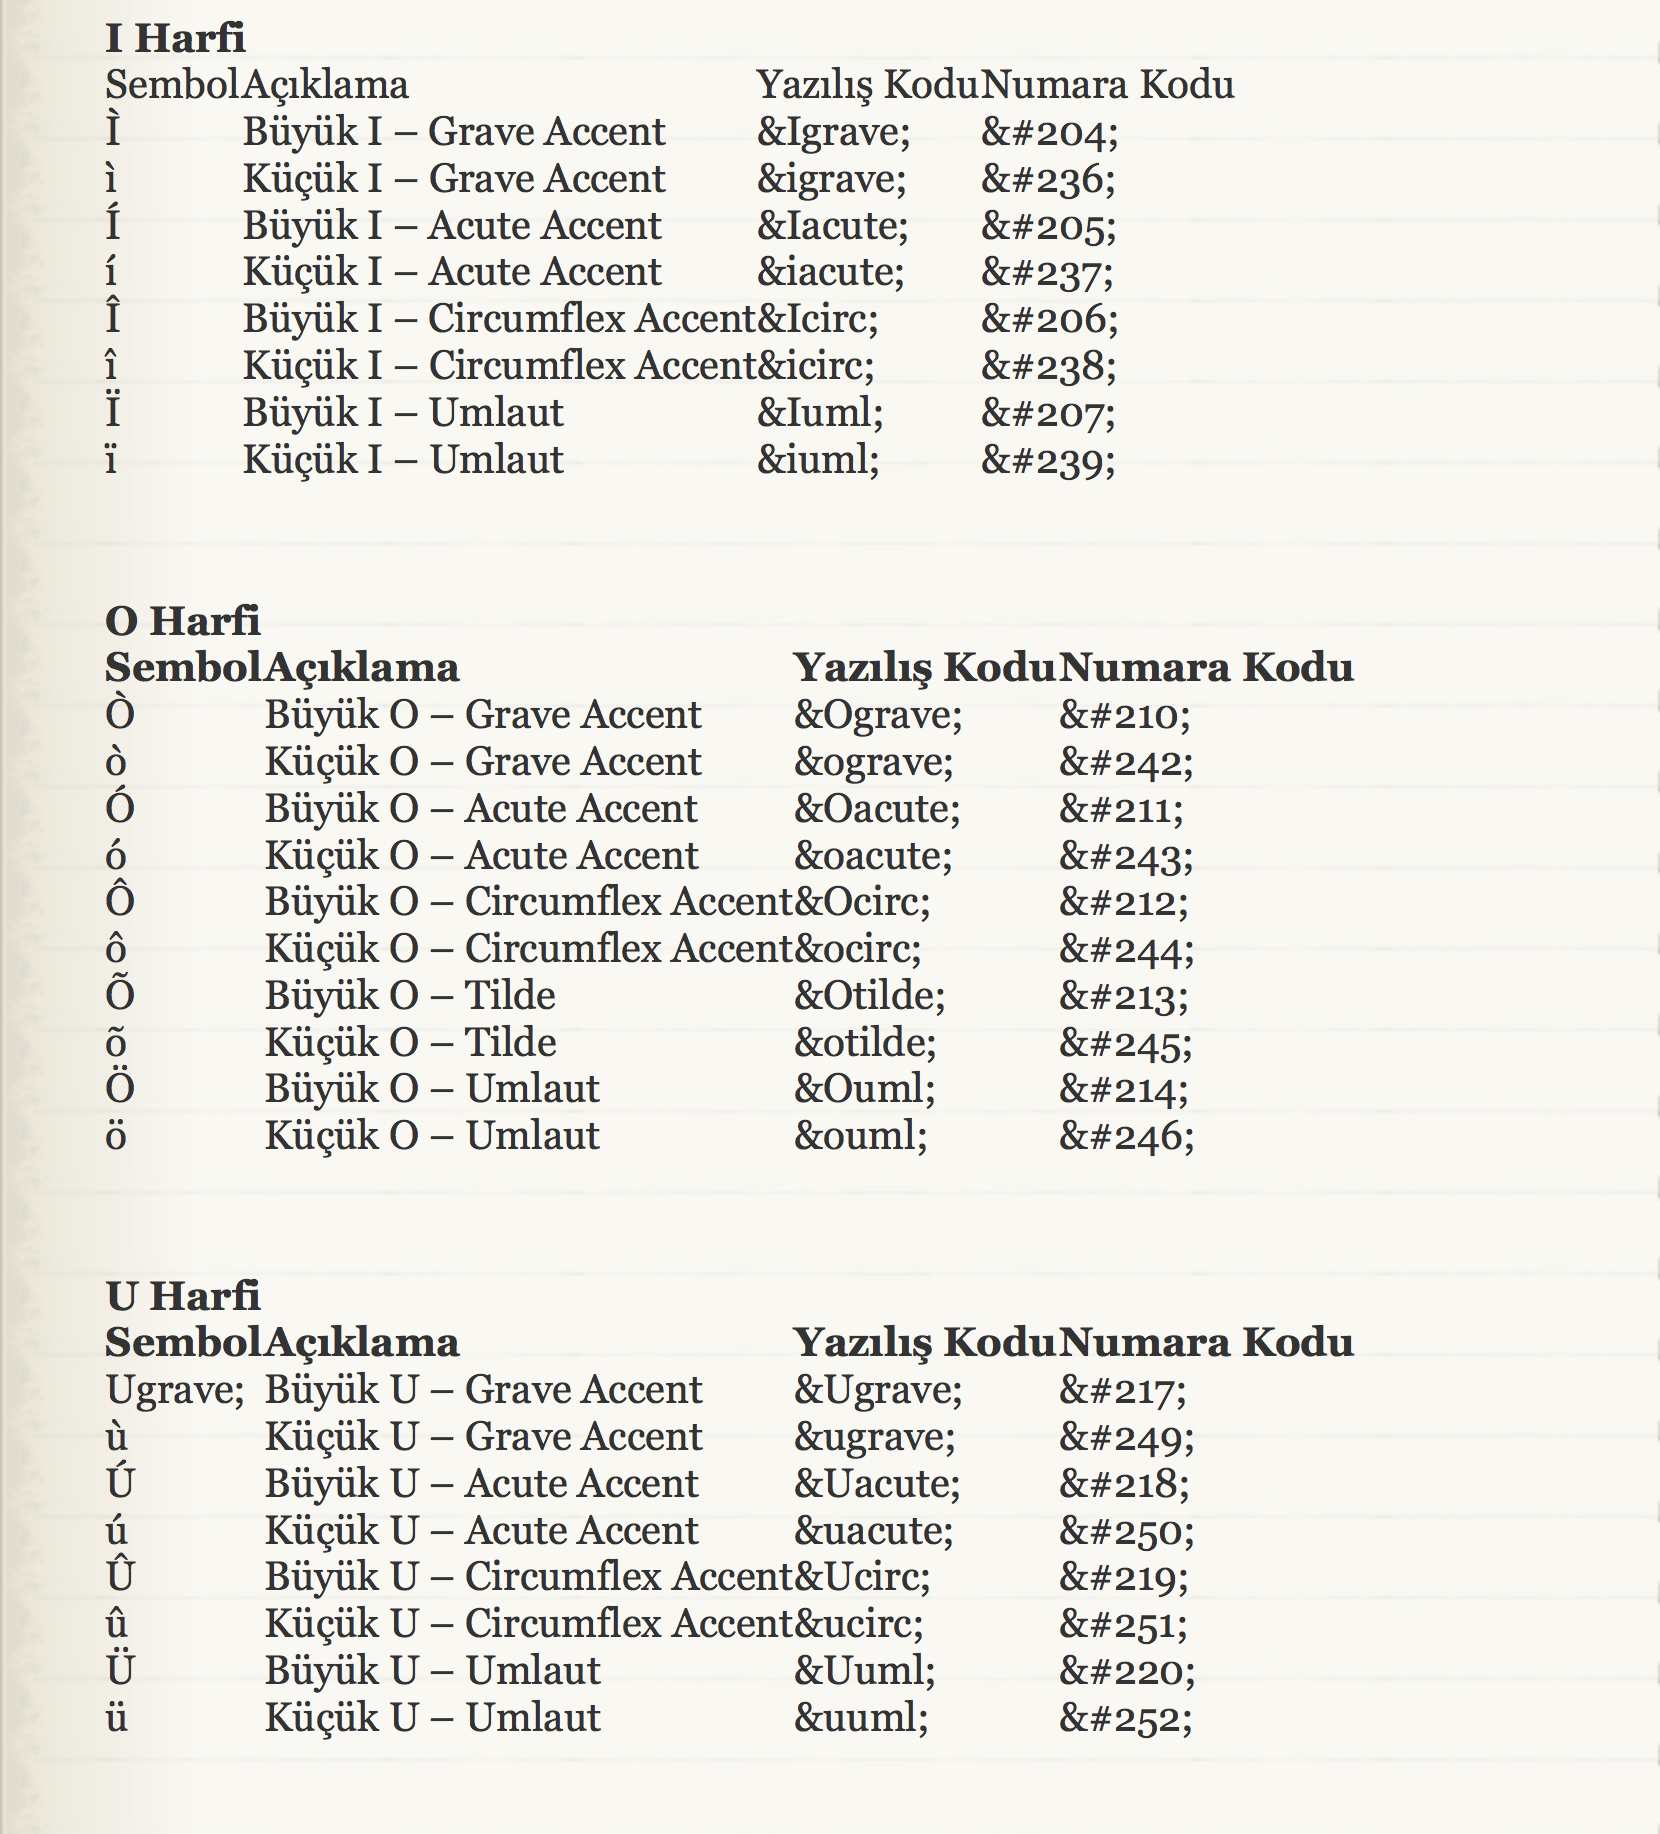 I Harfi
Sembol Açıklama Yazılış Kodu Numara Kodu
Ì Büyük I – Grave Accent &Igrave; &#204;
ì Küçük I – Grave Accent &igrave; &#236;
Í Büyük I – Acute Accent &Iacute; &#205;
í Küçük I – Acute Accent &iacute; &#237;
Î Büyük I – Circumflex Accent &Icirc; &#206;
î Küçük I – Circumflex Accent &icirc; &#238;
Ï Büyük I – Umlaut &Iuml; &#207;
ï Küçük I – Umlaut &iuml; &#239;
O Harfi
Sembol Açıklama Yazılış Kodu Numara Kodu
Ò Büyük O – Grave Accent &Ograve; &#210;
ò Küçük O – Grave Accent &ograve; &#242;
Ó Büyük O – Acute Accent &Oacute; &#211;
ó Küçük O – Acute Accent &oacute; &#243;
Ô Büyük O – Circumflex Accent &Ocirc; &#212;
ô Küçük O – Circumflex Accent &ocirc; &#244;
Õ Büyük O – Tilde &Otilde; &#213;
õ Küçük O – Tilde &otilde; &#245;
Ö Büyük O – Umlaut &Ouml; &#214;
ö Küçük O – Umlaut &ouml; &#246;
U Harfi
Sembol Açıklama Yazılış Kodu Numara Kodu
Ugrave; Büyük U – Grave Accent &Ugrave; &#217;
ù Küçük U – Grave Accent &ugrave; &#249;
Ú Büyük U – Acute Accent &Uacute; &#218;
ú Küçük U – Acute Accent &uacute; &#250;
Û Büyük U – Circumflex Accent &Ucirc; &#219;
û Küçük U – Circumflex Accent &ucirc; &#251;
Ü Büyük U – Umlaut &Uuml; &#220;
ü Küçük U – Umlaut &uuml; &#252;